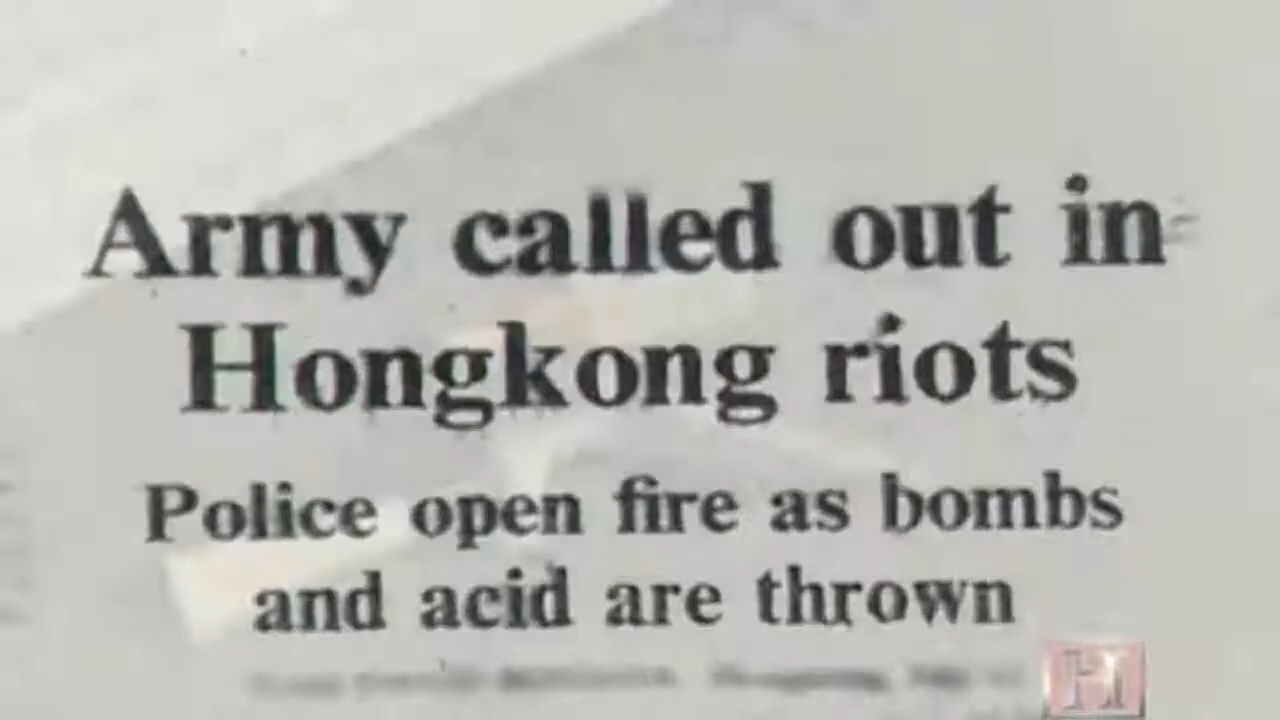 Army called out in
Hongkong riots
Police open fire as bombs
and acid are thrown
H